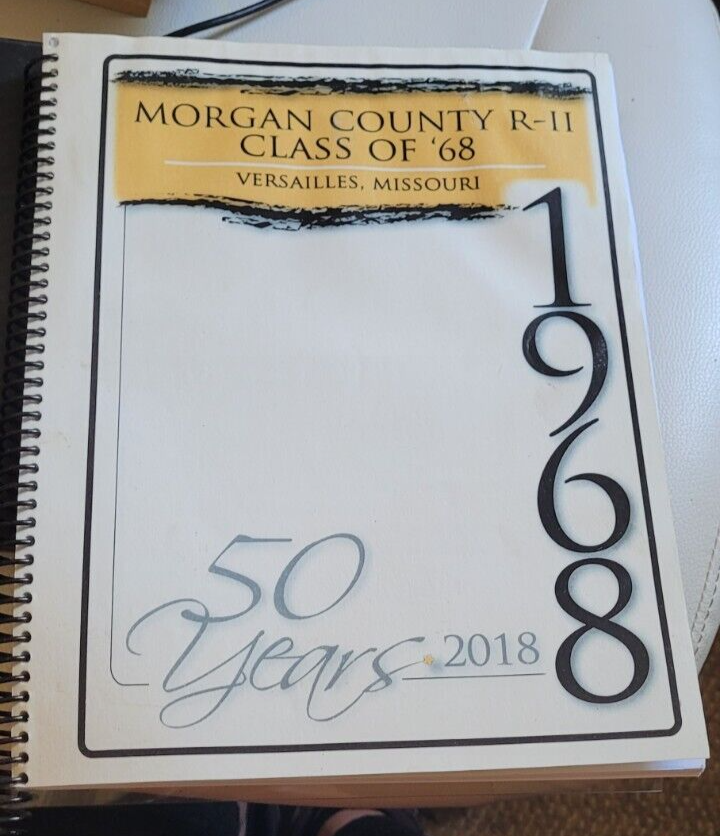 MORGAN COUNTY R-II
CLASS OF '68
VERSAILLES, MISSOURI
1968
50
Years 2018